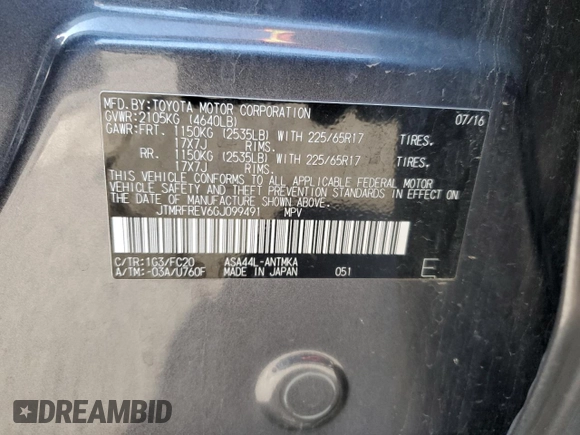 MFD. BY: TOYOTA MOTOR CORPORATION 07/16
GVWR: 2105KG (4640LB)
GAWR: FRT. 1150KG (2535LB) WITH 225/65R17 TIRES,
17X7J RIMS.
RR. 1150KG (2535LB) WITH 225/65R17 TIRES,
17X7J RIMS.
THIS VEHICLE CONFORMS TO ALL APPLICABLE FEDERAL MOTOR
VEHICLE SAFETY AND THEFT PREVENTION STANDARDS IN EFFECT ON
THE DATE OF MANUFACTURE SHOWN ABOVE.
JTMRFREV6GJ099491 MPV
C/TR: 1G3/FC20 ASA44L-ANTMKA
A/TM: -03A/U760F MADE IN JAPAN 051 E
DREAMBID